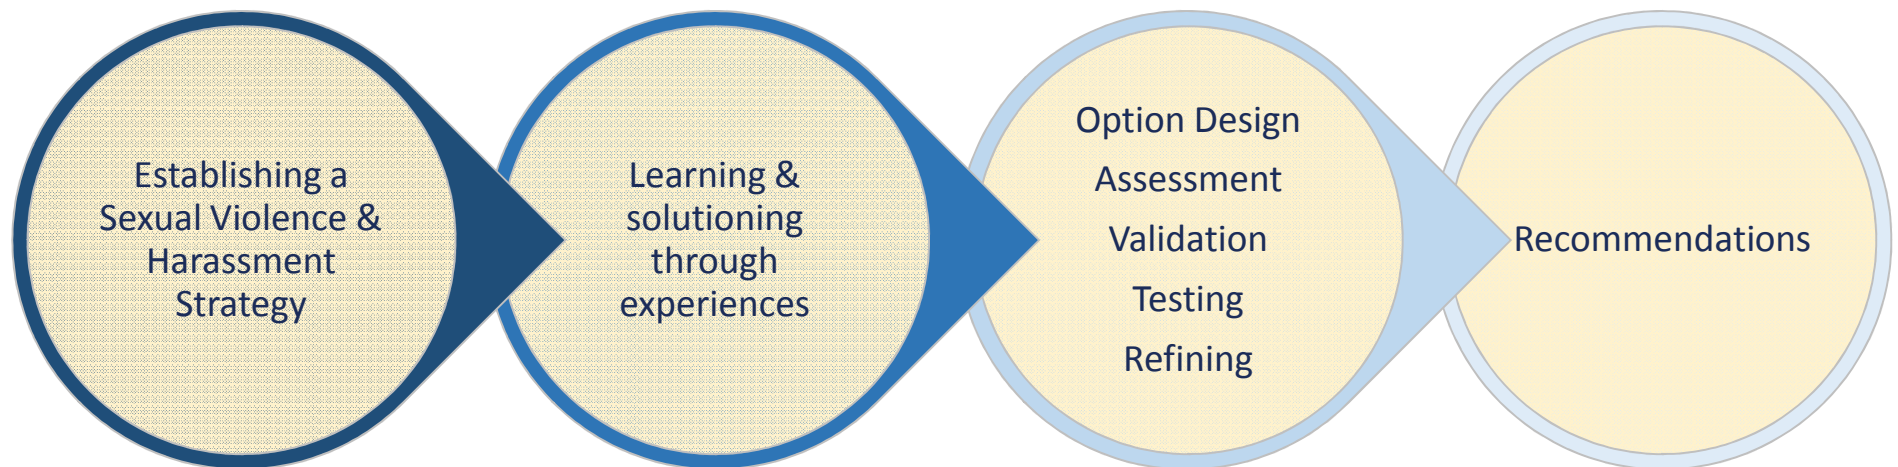 Establishing a
Sexual Violence &
Harassment
Strategy
Learning &
solutioning
through
experiences
Option Design
Assessment
Validation
Testing
Refining
Recommendations